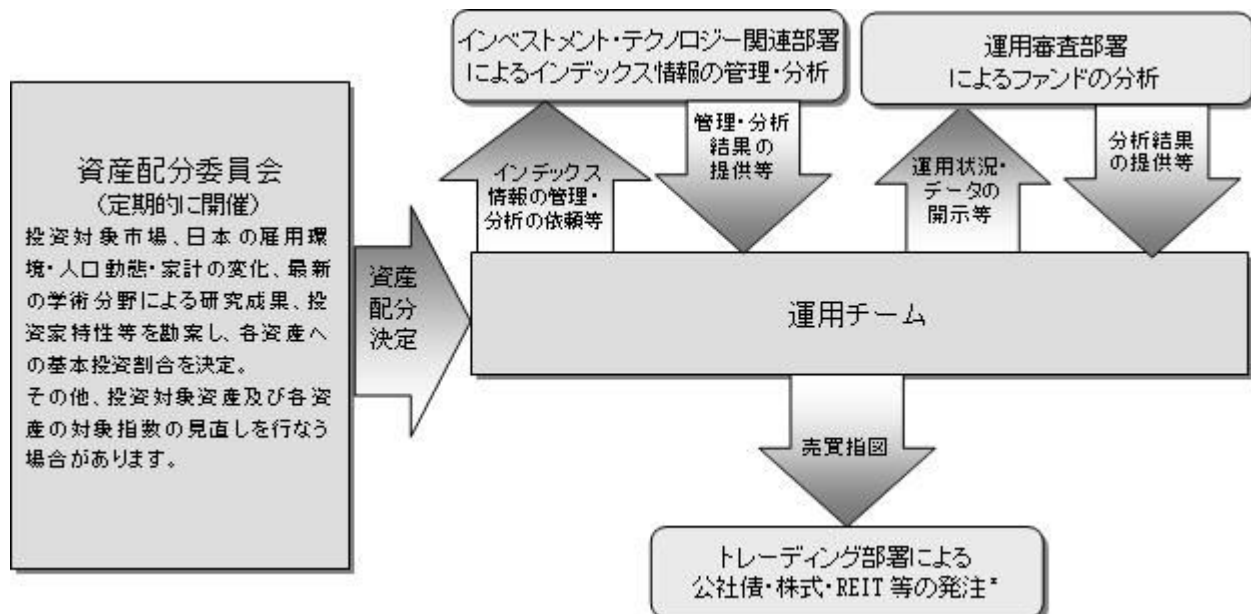 インベストメント・テクノロジー関連部署
によるインデックス情報の管理・分析
運用審査部署
によるファンドの分析
資産配分委員会
(定期的に開催)
投資対象市場、日本の雇用環
境・人口動態・家計の変化、最新
の学術分野による研究成果、投
資家特性等を勘案し、各資産へ
の基本投資割合を決定。
その他、投資対象資産及び各資
産の対象指数の見直しを行なう
場合があります。
インデックス
情報の管理・
分析の依頼等
管理・分析
結果の
提供等
運用状況・
データの
開示等
分析結果
の提供等
資産
配分
決定
運用チーム
売買指図
トレーディング部署による
公社債・株式・REIT 等の発注*